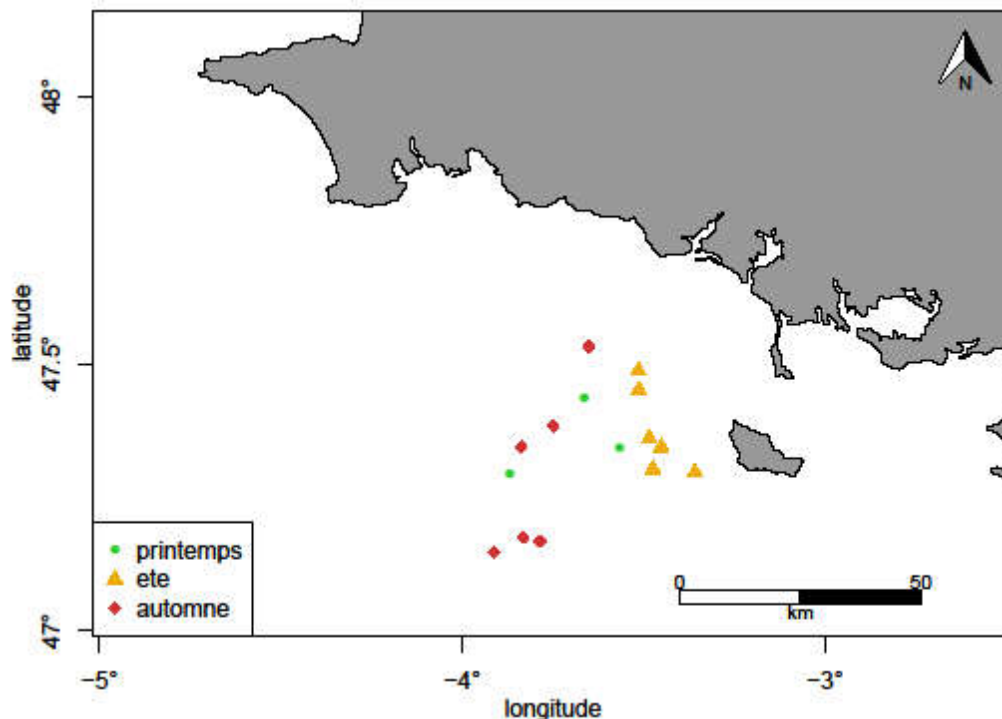 N
48°
latitude
47.5°
printemps
ete
automne
0 50
km
47°
−5° −4° −3°
longitude